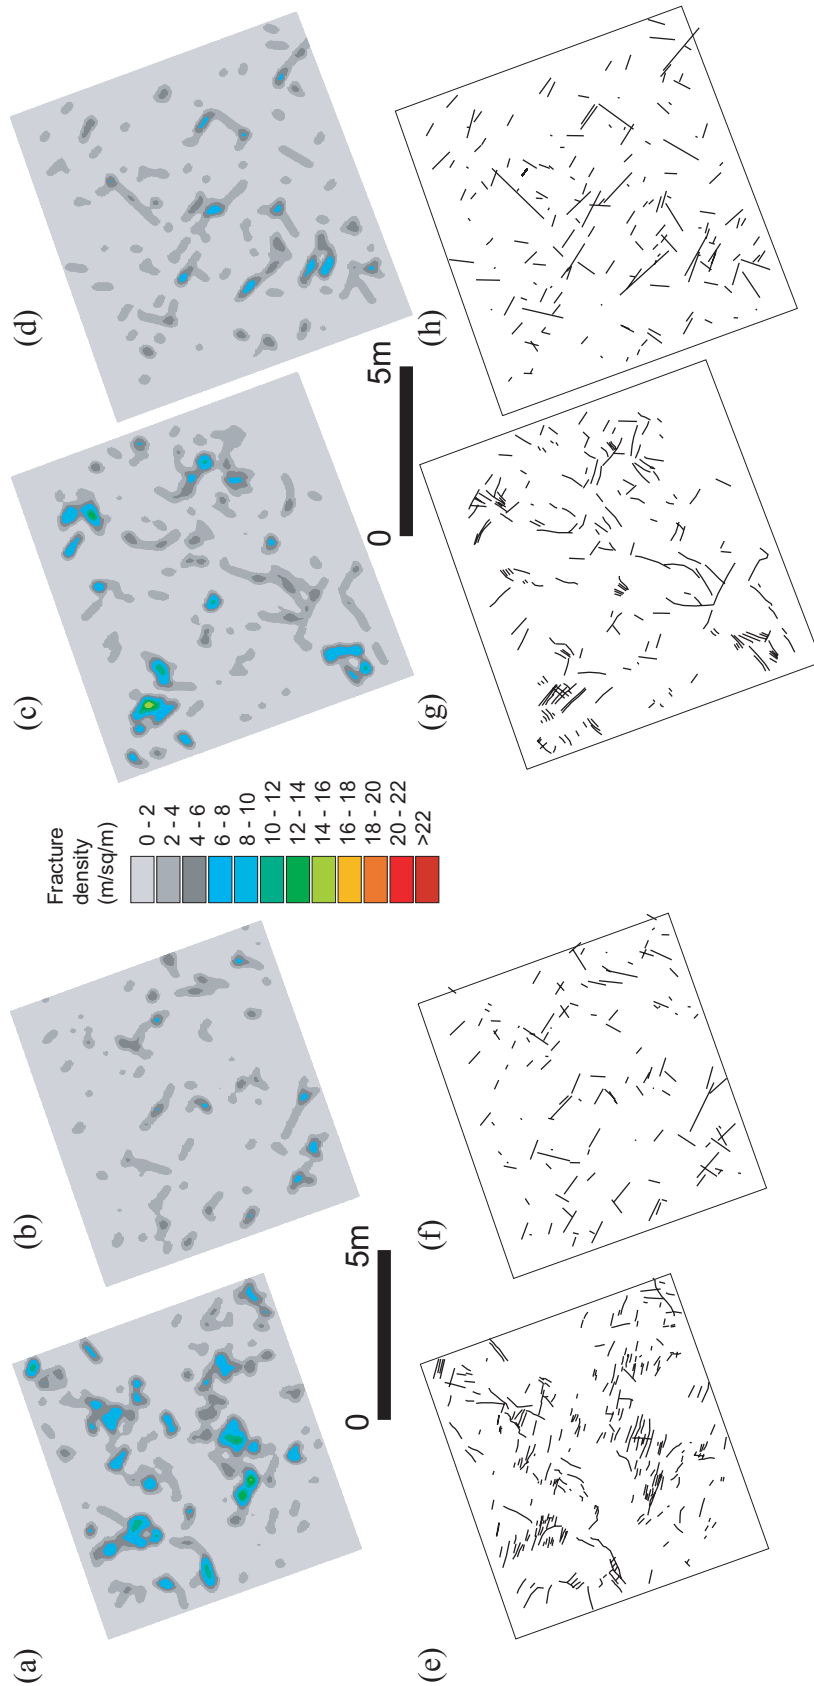 (a)
(b)
Fracture
density
(m/sq/m)
0 - 2
2 - 4
4 - 6
6 - 8
8 - 10
10 - 12
12 - 14
14 - 16
16 - 18
18 - 20
20 - 22
>22
(c)
(d)
0
5m
0
5m
(e)
(f)
(g)
(h)